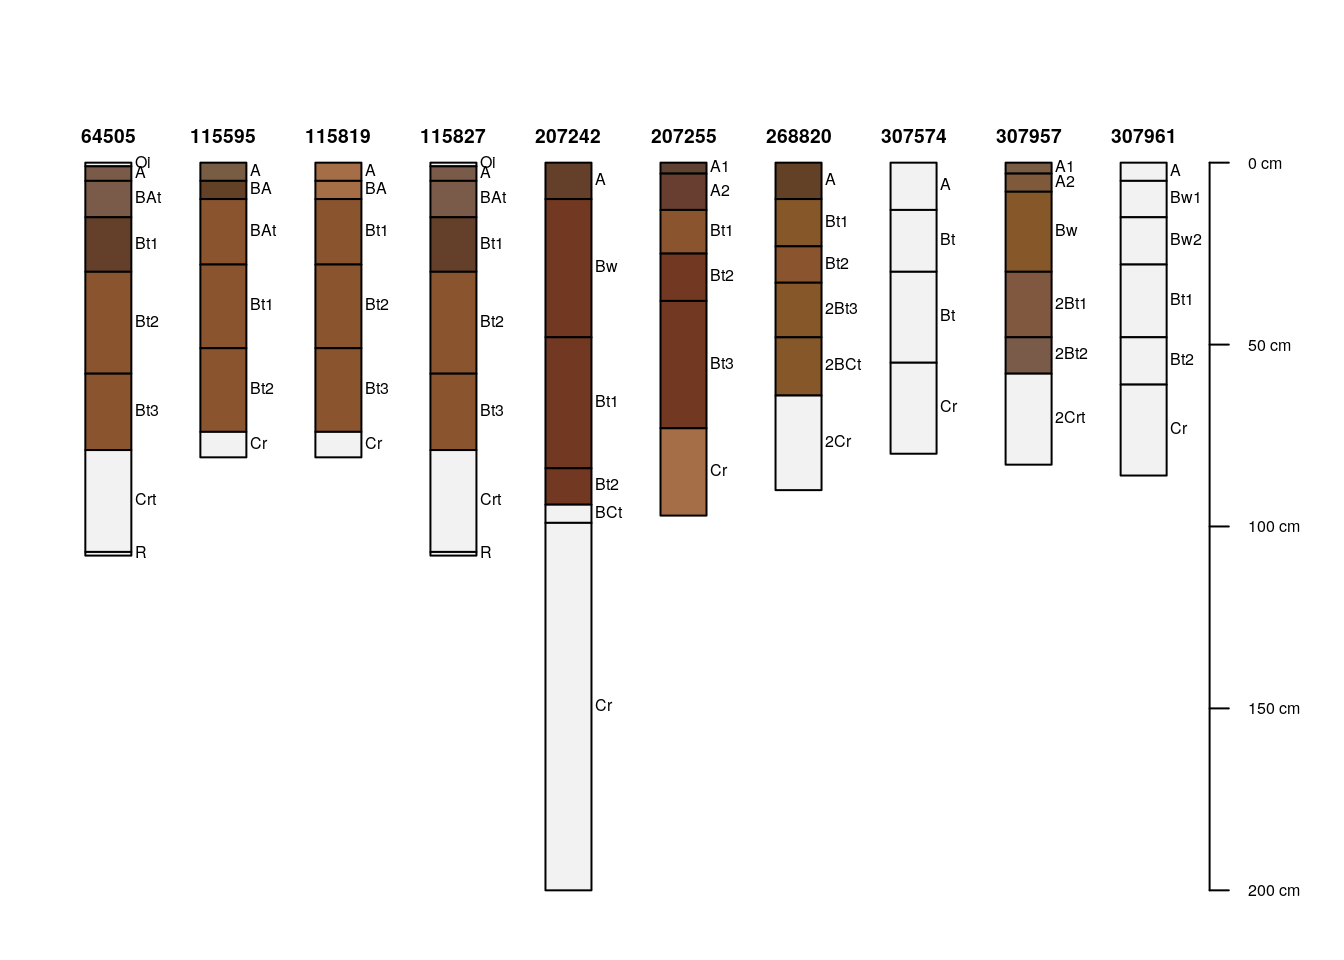 64505 115595 115819 115827 207242 207255 268820 307574 307957 307961
OI
A
BAt
Bt1
Bt2
Bt3
Crt
R
A
BA
BAt
Bt1
Bt2
Cr
A
BA
Bt1
Bt2
Bt3
Cr
OI
A
BAt
Bt1
Bt2
Bt3
Crt
R
A
Bw
Bt1
Bt2
BCt
Cr
A1
A2
Bt1
Bt2
Bt3
Cr
A
Bt1
Bt2
2Bt3
2BCt
2Cr
A
Bt
Bt
Cr
A1
A2
Bw
2Bt1
2Bt2
2Crt
A
Bw1
Bw2
Bt1
Bt2
Cr
0 cm
50 cm
100 cm
150 cm
200 cm